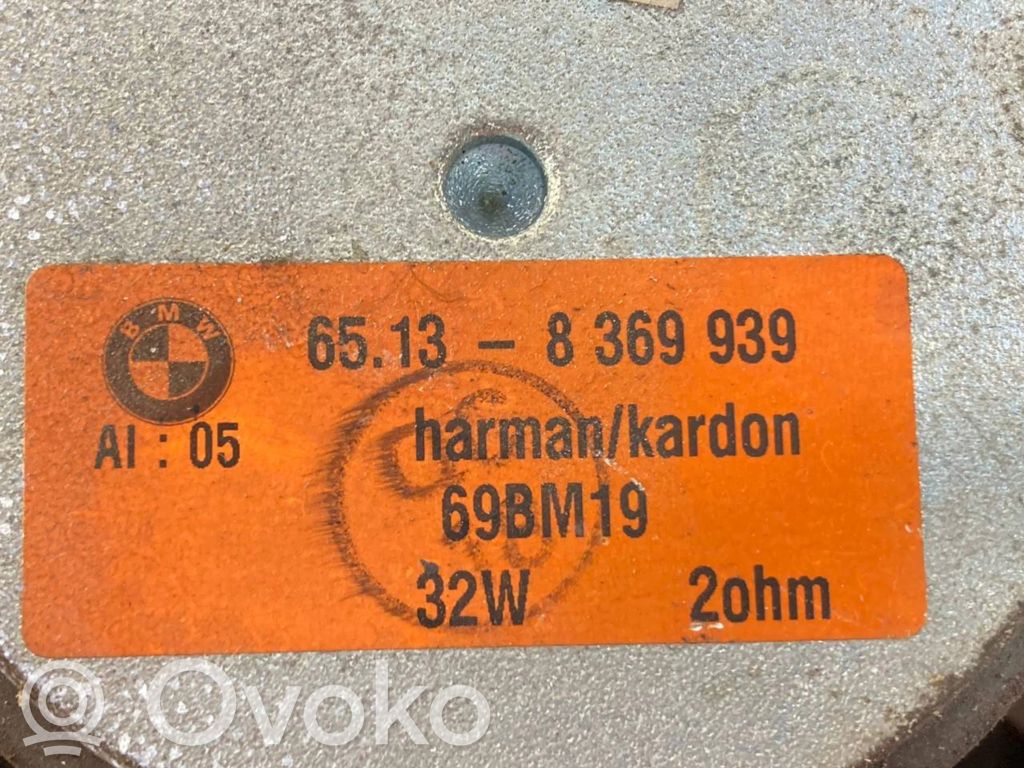 BMW
65.13 – 8 369 939
AI : 05
harman/kardon
69BM19
32W 2ohm
Ovoko